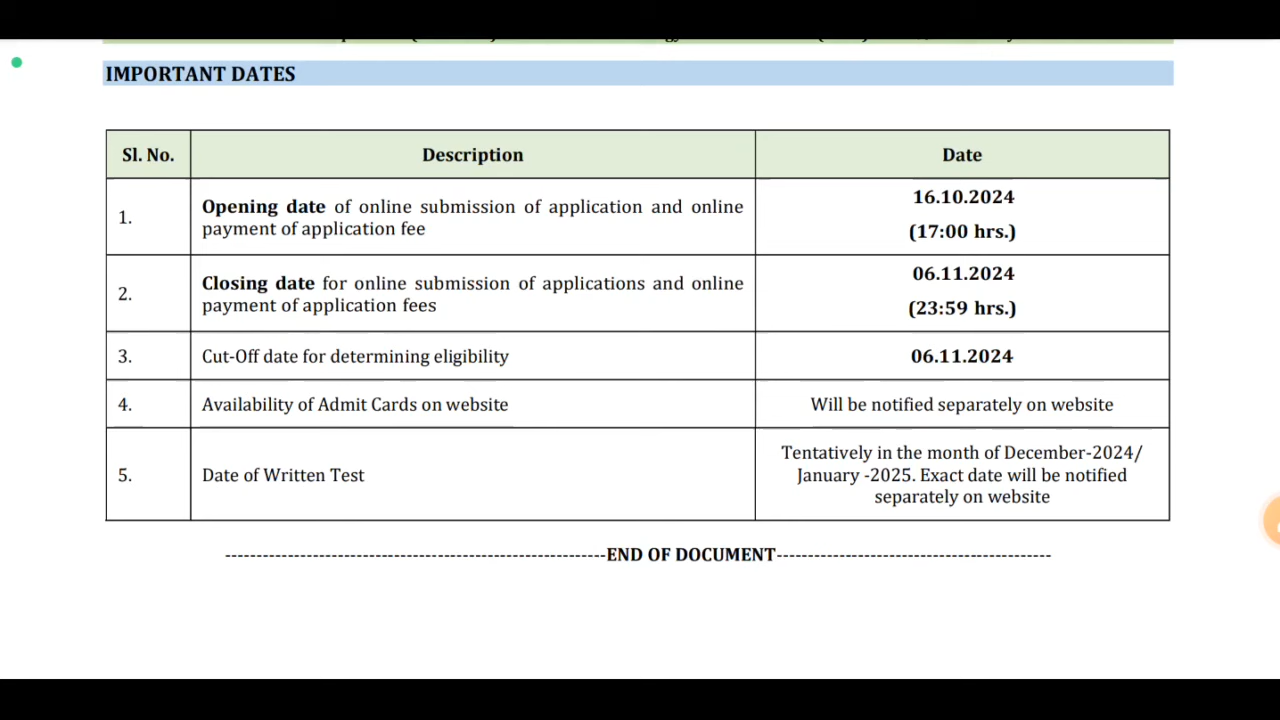 IMPORTANT DATES
Sl. No. Description Date
1. Opening date of online submission of application and online payment of application fee 16.10.2024 (17:00 hrs.)
2. Closing date for online submission of applications and online payment of application fees 06.11.2024 (23:59 hrs.)
3. Cut-Off date for determining eligibility 06.11.2024
4. Availability of Admit Cards on website Will be notified separately on website
5. Date of Written Test Tentatively in the month of December-2024/ January -2025. Exact date will be notified separately on website
------------------------------------------------------------END OF DOCUMENT-------------------------------------------